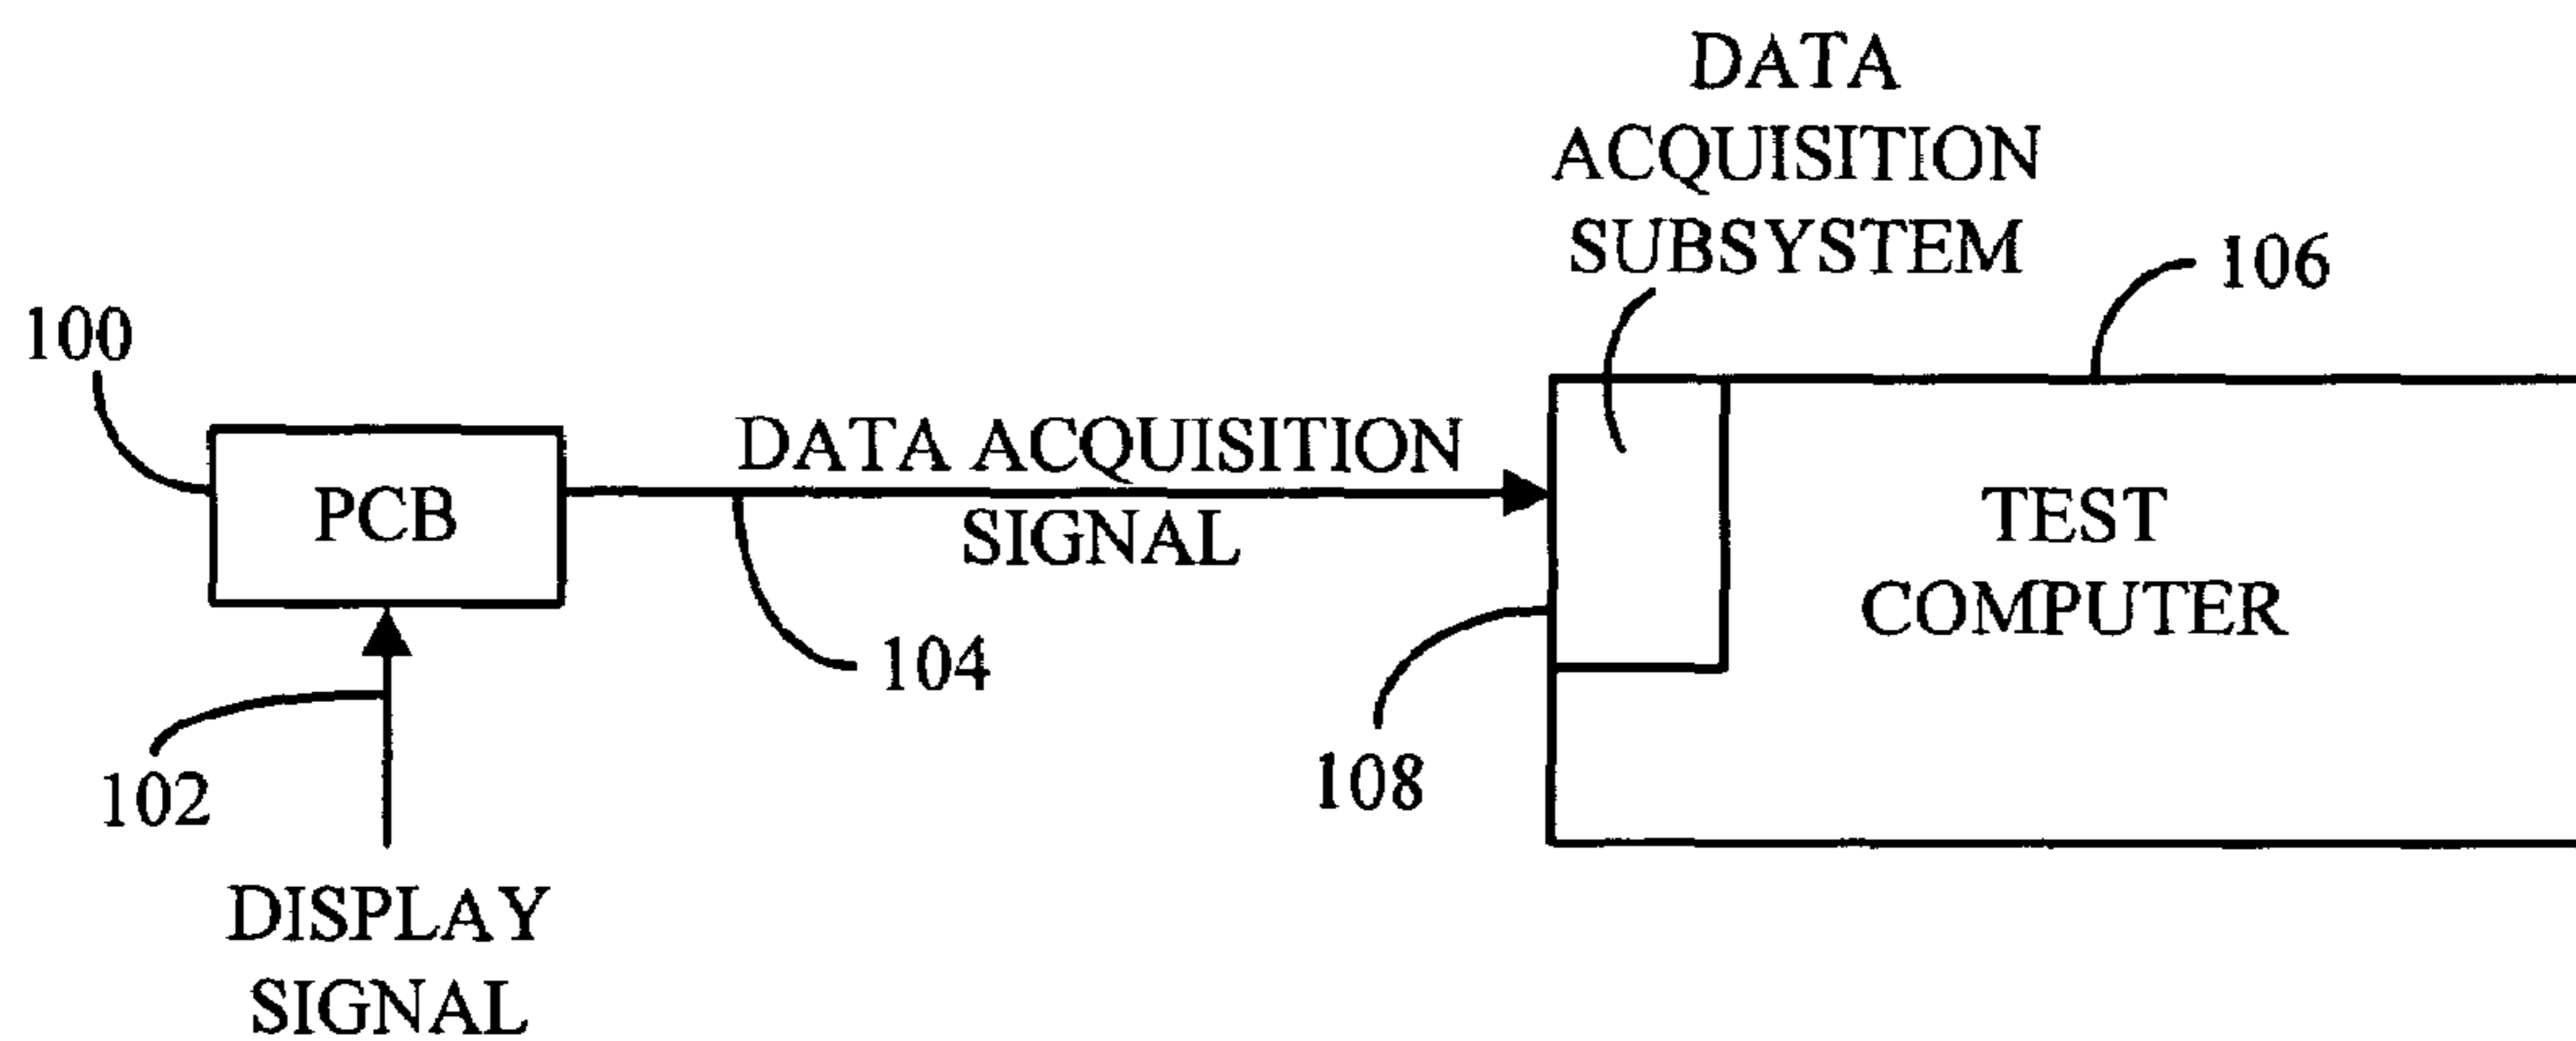 DATA
ACQUISITION
SUBSYSTEM
106
100
DATA ACQUISITION
SIGNAL
PCB
TEST
COMPUTER
104
102
108
DISPLAY
SIGNAL